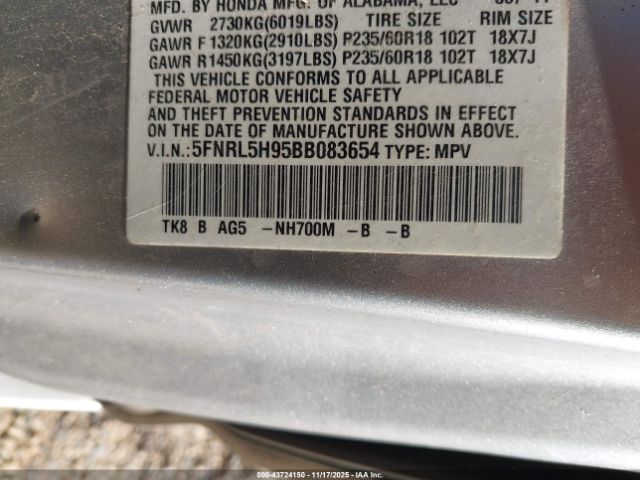 MFD. BY HONDA MFG. OF ALABAMA, LLC
GVWR 2730KG(6019LBS) TIRE SIZE RIM SIZE
GAWR F 1320KG(2910LBS) P235/60R18 102T 18X7J
GAWR R1450KG(3197LBS) P235/60R18 102T 18X7J
THIS VEHICLE CONFORMS TO ALL APPLICABLE
FEDERAL MOTOR VEHICLE SAFETY
AND THEFT PREVENTION STANDARDS IN EFFECT
ON THE DATE OF MANUFACTURE SHOWN ABOVE.
V.I.N.: 5FNRL5H95BB083654 TYPE: MPV
TK8 B AG5 -NH700M -B -B
000-43724150 11/17/2025 IAAI.COM